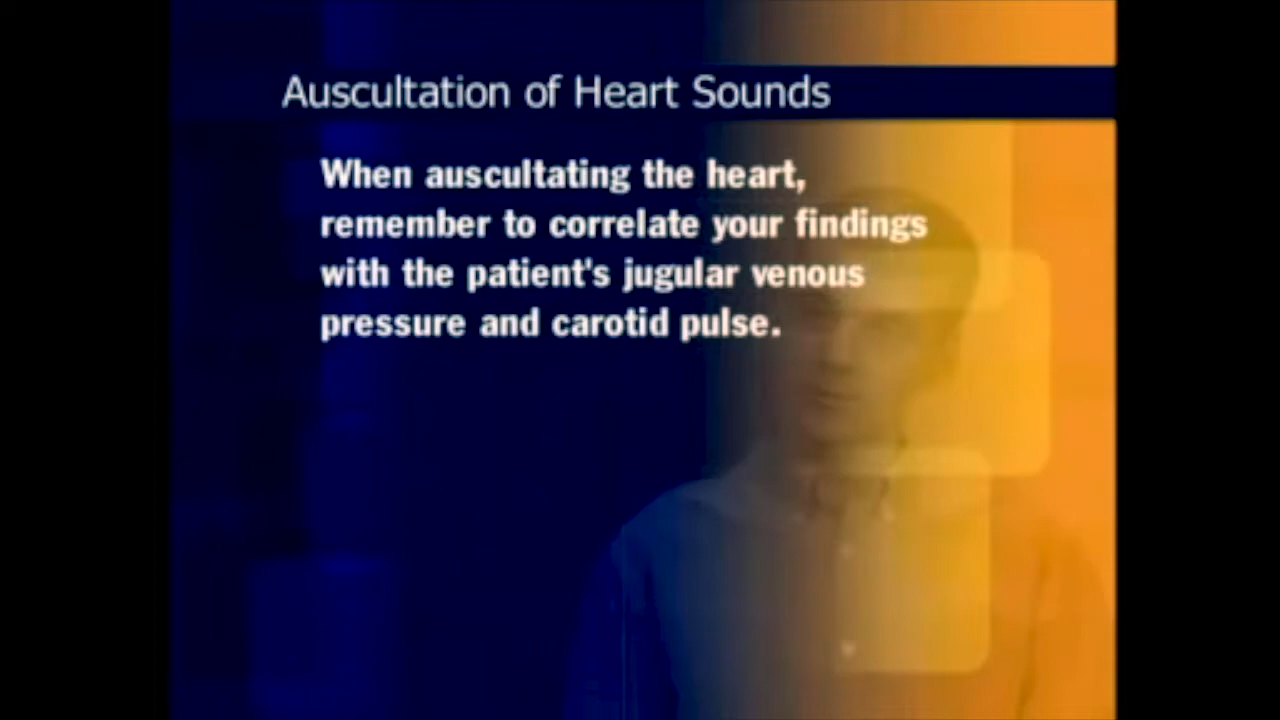 Auscultation of Heart Sounds
When auscultating the heart,
remember to correlate your findings
with the patient's jugular venous
pressure and carotid pulse.